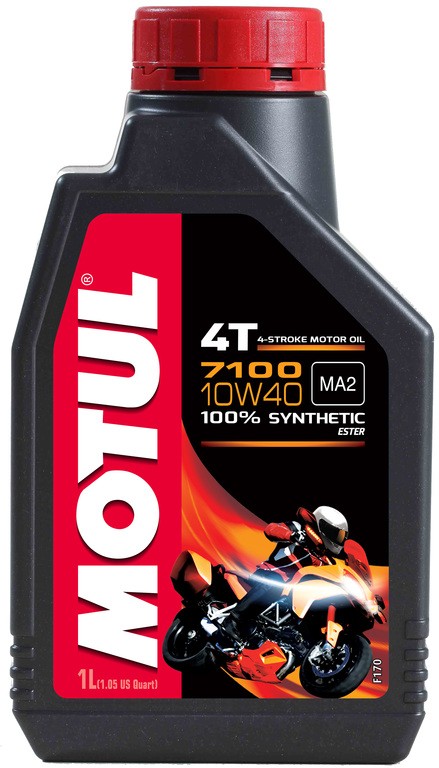 MOTUL®
4T 4-STROKE MOTOR OIL
7100
10W40 MA2
100% SYNTHETIC
ESTER
1L (1.05 US Quart)
F170